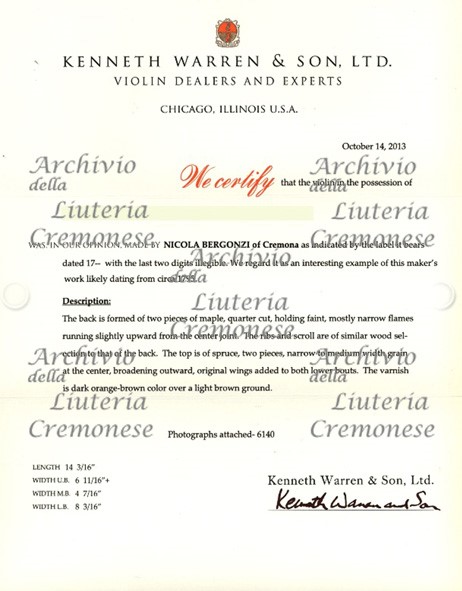 KENNETH WARREN & SON, LTD.
VIOLIN DEALERS AND EXPERTS
CHICAGO, ILLINOIS U.S.A.
October 14, 2013
We certify that the violin in the possession of
WAS, IN OUR OPINION, MADE BY NICOLA BERGONZI of Cremona as indicated by the label it bears
dated 17-- with the last two digits illegible. We regard it as an interesting example of this maker's
work likely dating from circa
Description:
The back is formed of two pieces of maple, quarter cut, holding faint, mostly narrow flames
running slightly upward from the center joint. The ribs and scroll are of similar wood sel-
ection to that of the back. The top is of spruce, two pieces, narrow to medium width grain
at the center, broadening outward, original wings added to both lower bouts. The varnish
is dark orange-brown color over a light brown ground.
Photographs attached- 6140
LENGTH 14 3/16"
WIDTH U.B. 6 11/16"+
WIDTH M.B. 4 7/16"
WIDTH L.B. 8 3/16"
Kenneth Warren & Son, Ltd.
Kenneth Warren and Son
Archivio
della
Liuteria
Cremonese
Archivio
della
Liuteria
Cremonese
Archivio
della
Liuteria
Cremonese
Archivio
della
Liuteria
Cremonese
Archivio
della
Liuteria
Cremonese